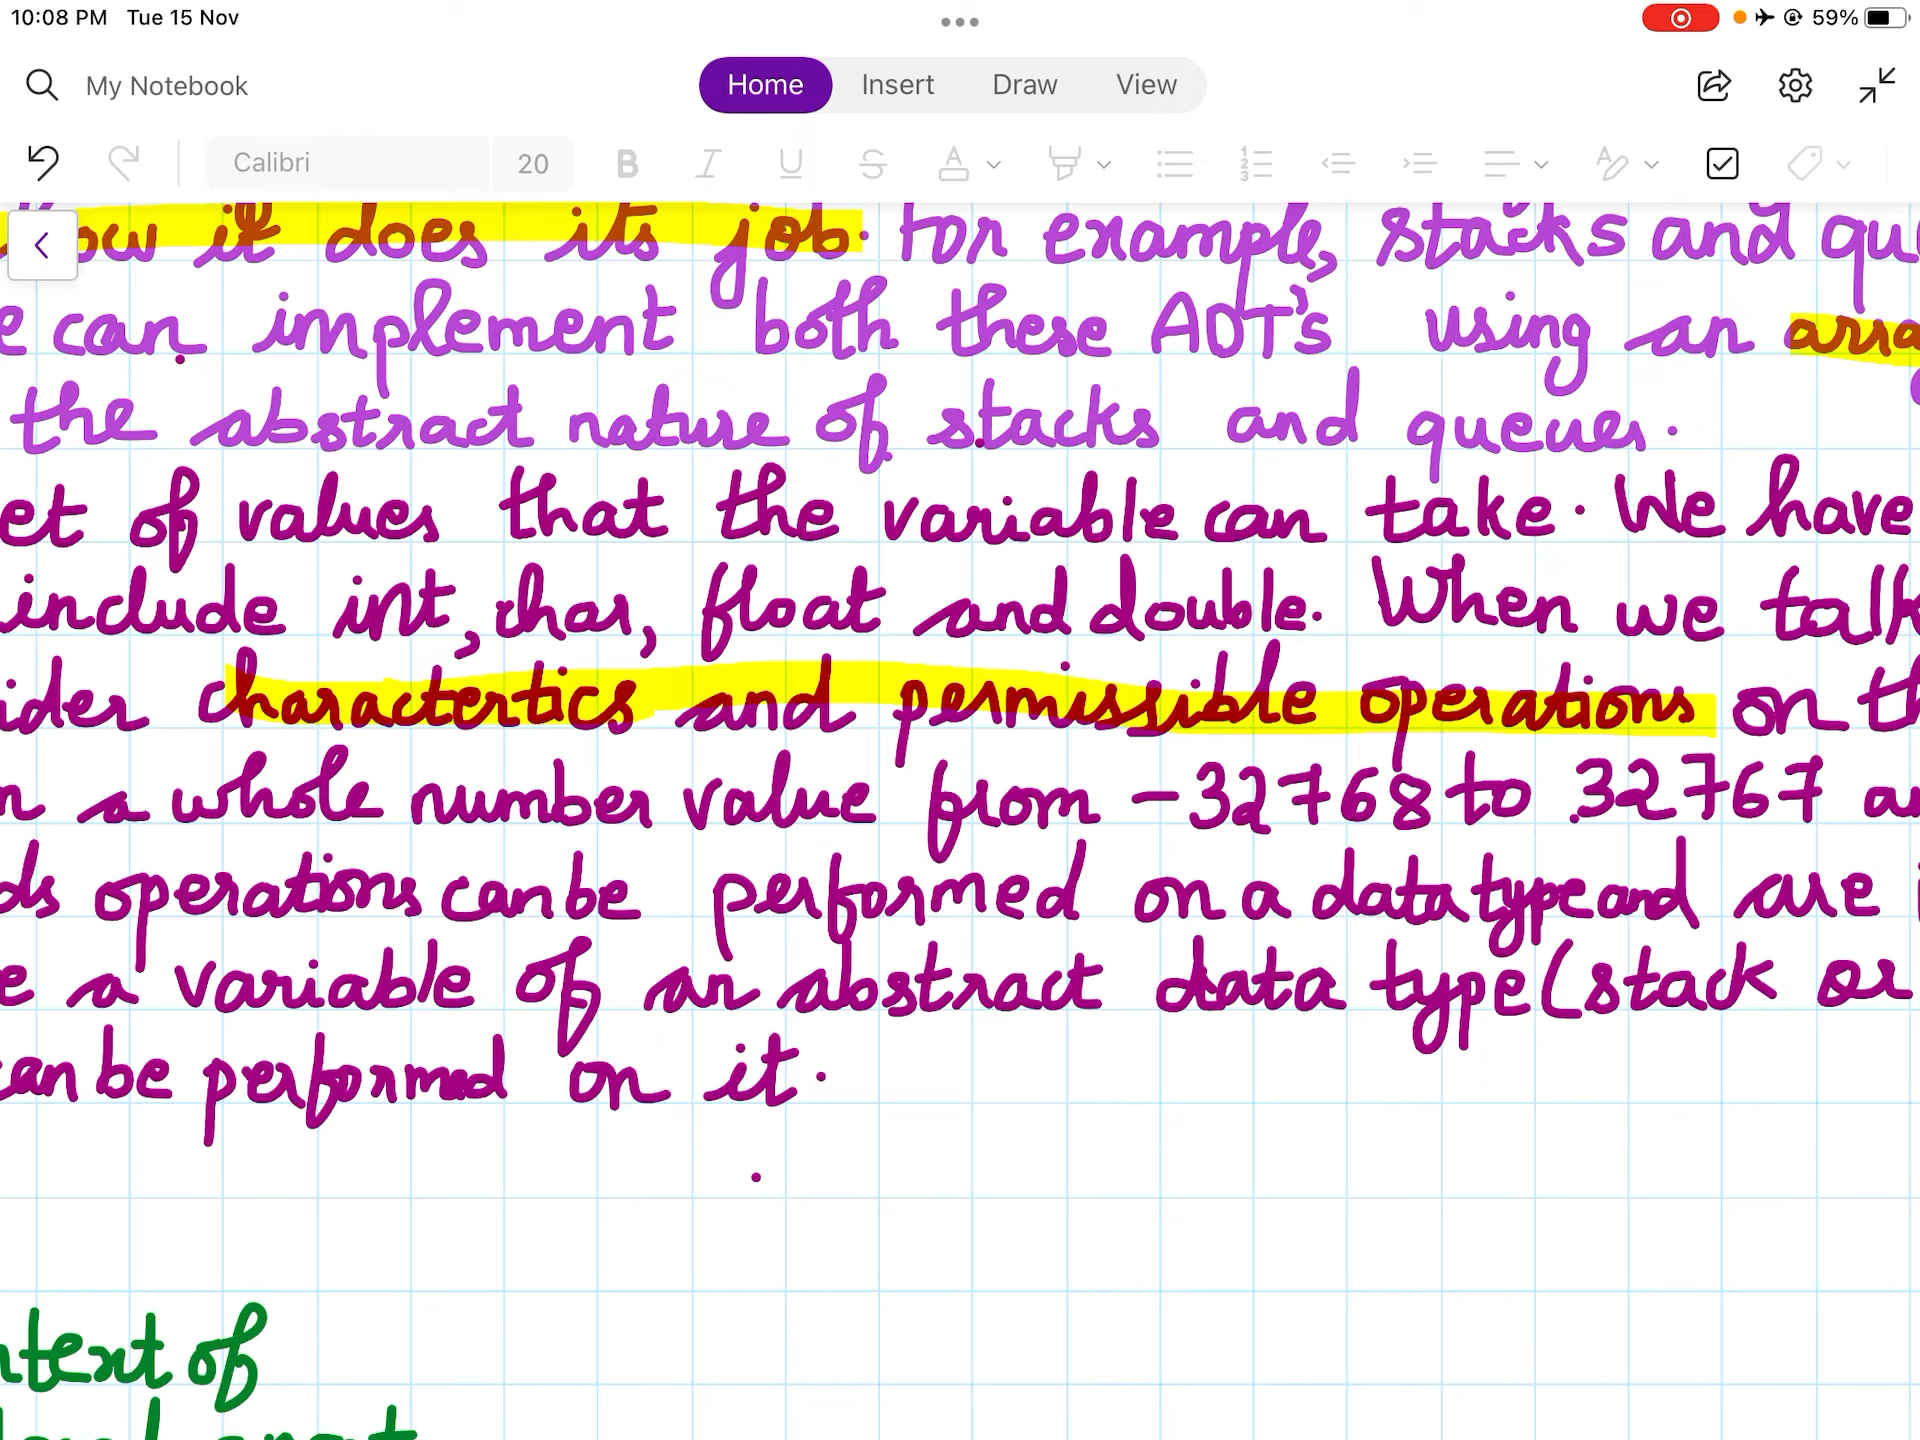 10:08 PM Tue 15 Nov
59%
My Notebook
Home Insert Draw View
Calibri 20 B I U S A
how it does its job. for example, stacks and qu
e can implement both these ADT's using an arra
the abstract nature of stacks and queues.
et of values that the variable can take. We have
include int, char, float and double. When we talk
ider charactertics and permissible operations on th
n a whole number value from -32768 to 32767 an
ds operations can be performed on a data type and are i
e a variable of an abstract data type (stack or
can be performed on it.
ntext of